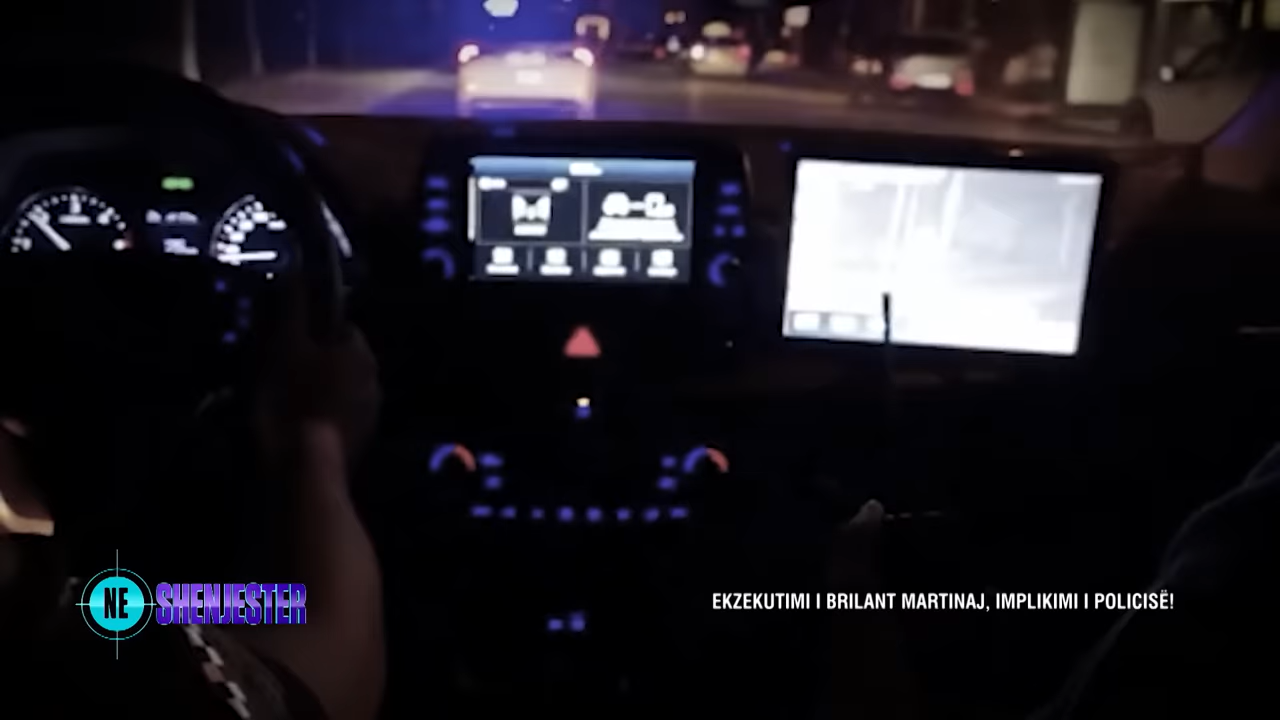 NE SHENJESTER
EKZEKUTIMI I BRILANT MARTINAJ, IMPLIKIMI I POLICISË!